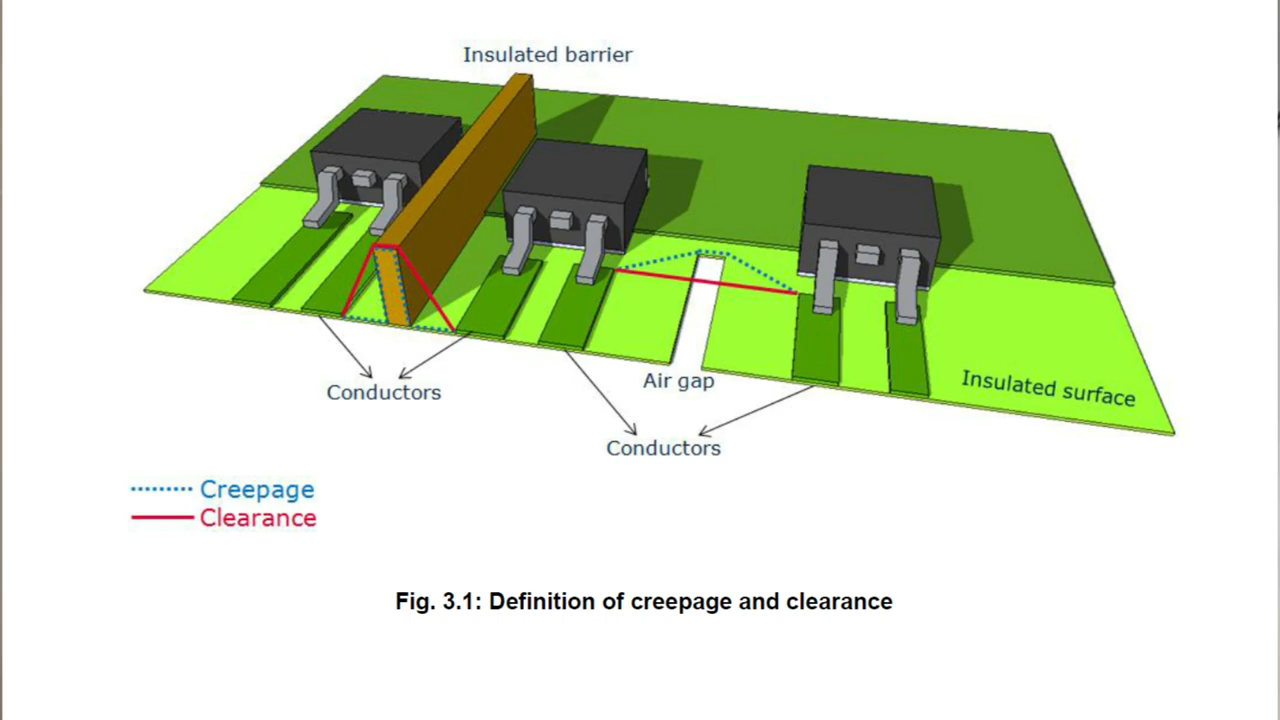 Insulated barrier
Conductors
Air gap
Insulated surface
Conductors
Creepage
Clearance
Fig. 3.1: Definition of creepage and clearance